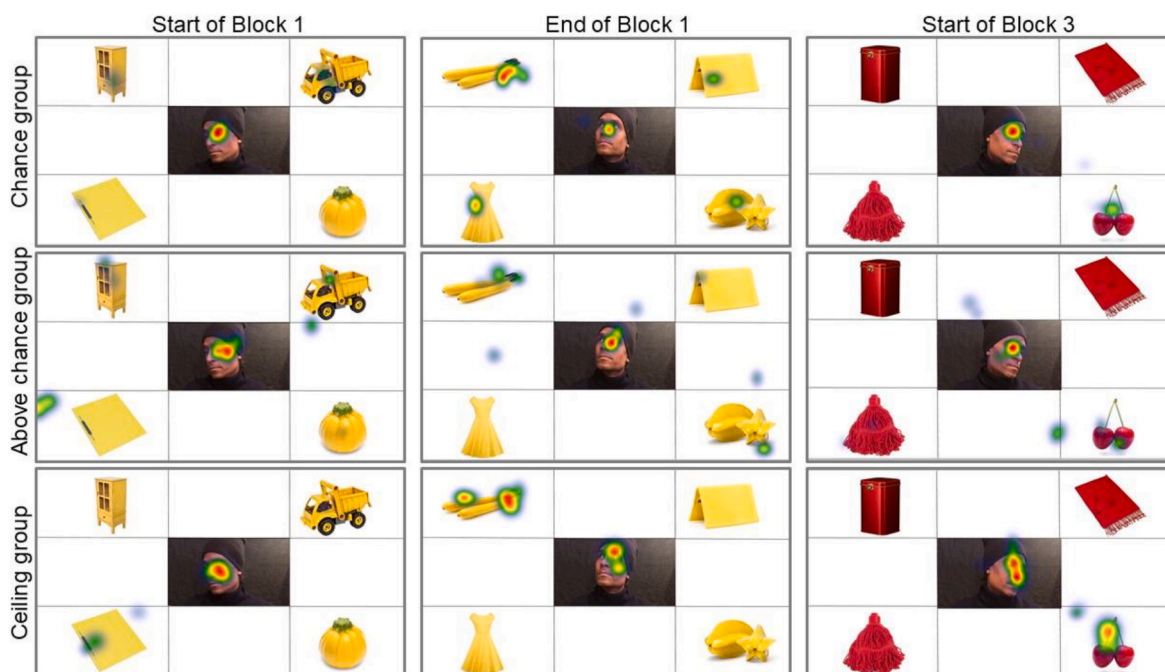 Start of Block 1
End of Block 1
Start of Block 3
Chance group
Above chance group
Ceiling group